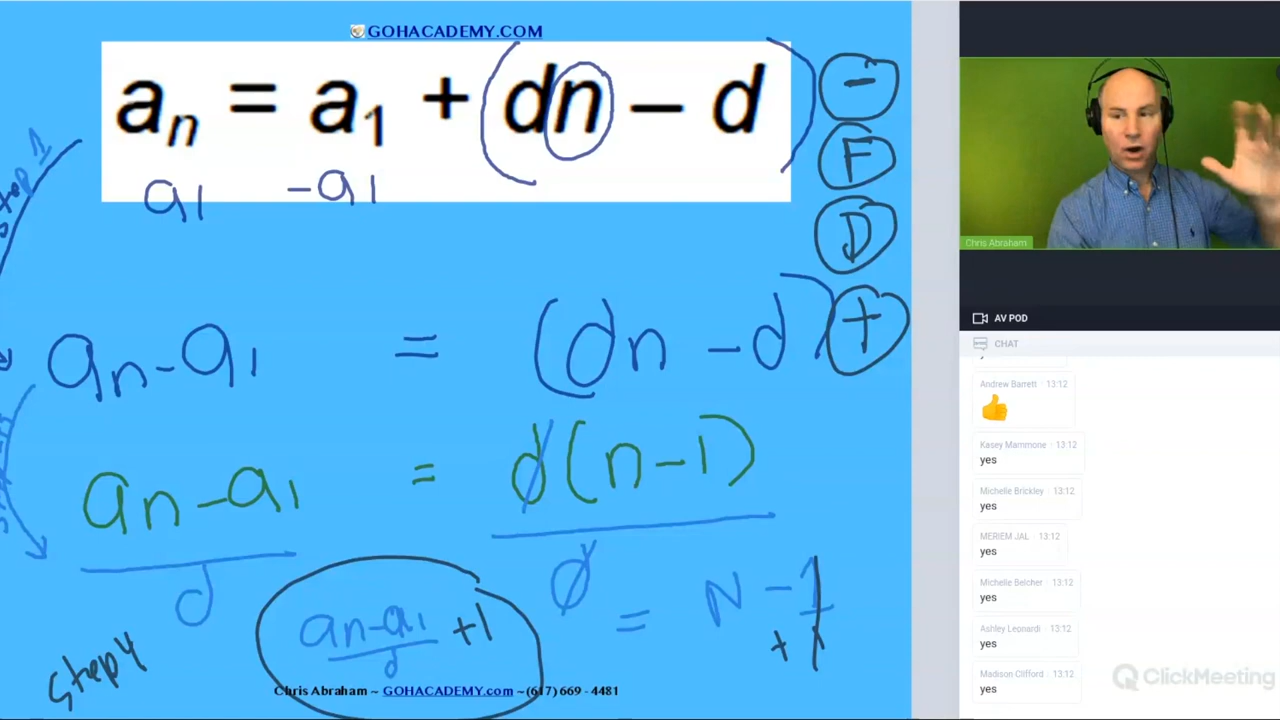 GOHACADEMY.COM
aₙ = a₁ + (dn – d)
a₁ -a₁
Step 1
aₙ-a₁ = (dn - d)
-
F
D
+
aₙ-a₁ = d(n-1)
d d
aₙ-a₁ +1 = N - 1
d + 1
Step 4
Chris Abraham ~ GOHACADEMY.com ~(617) 669 - 4481
Chris Abraham
AV POD
CHAT
Andrew Barrett · 13:12
👍
Kasey Mammone · 13:12
yes
Michelle Brickley · 13:12
yes
MERIEM JAL · 13:12
yes
Michelle Belcher · 13:12
yes
Ashley Leonardi · 13:12
yes
Madison Clifford · 13:12
yes
ClickMeeting